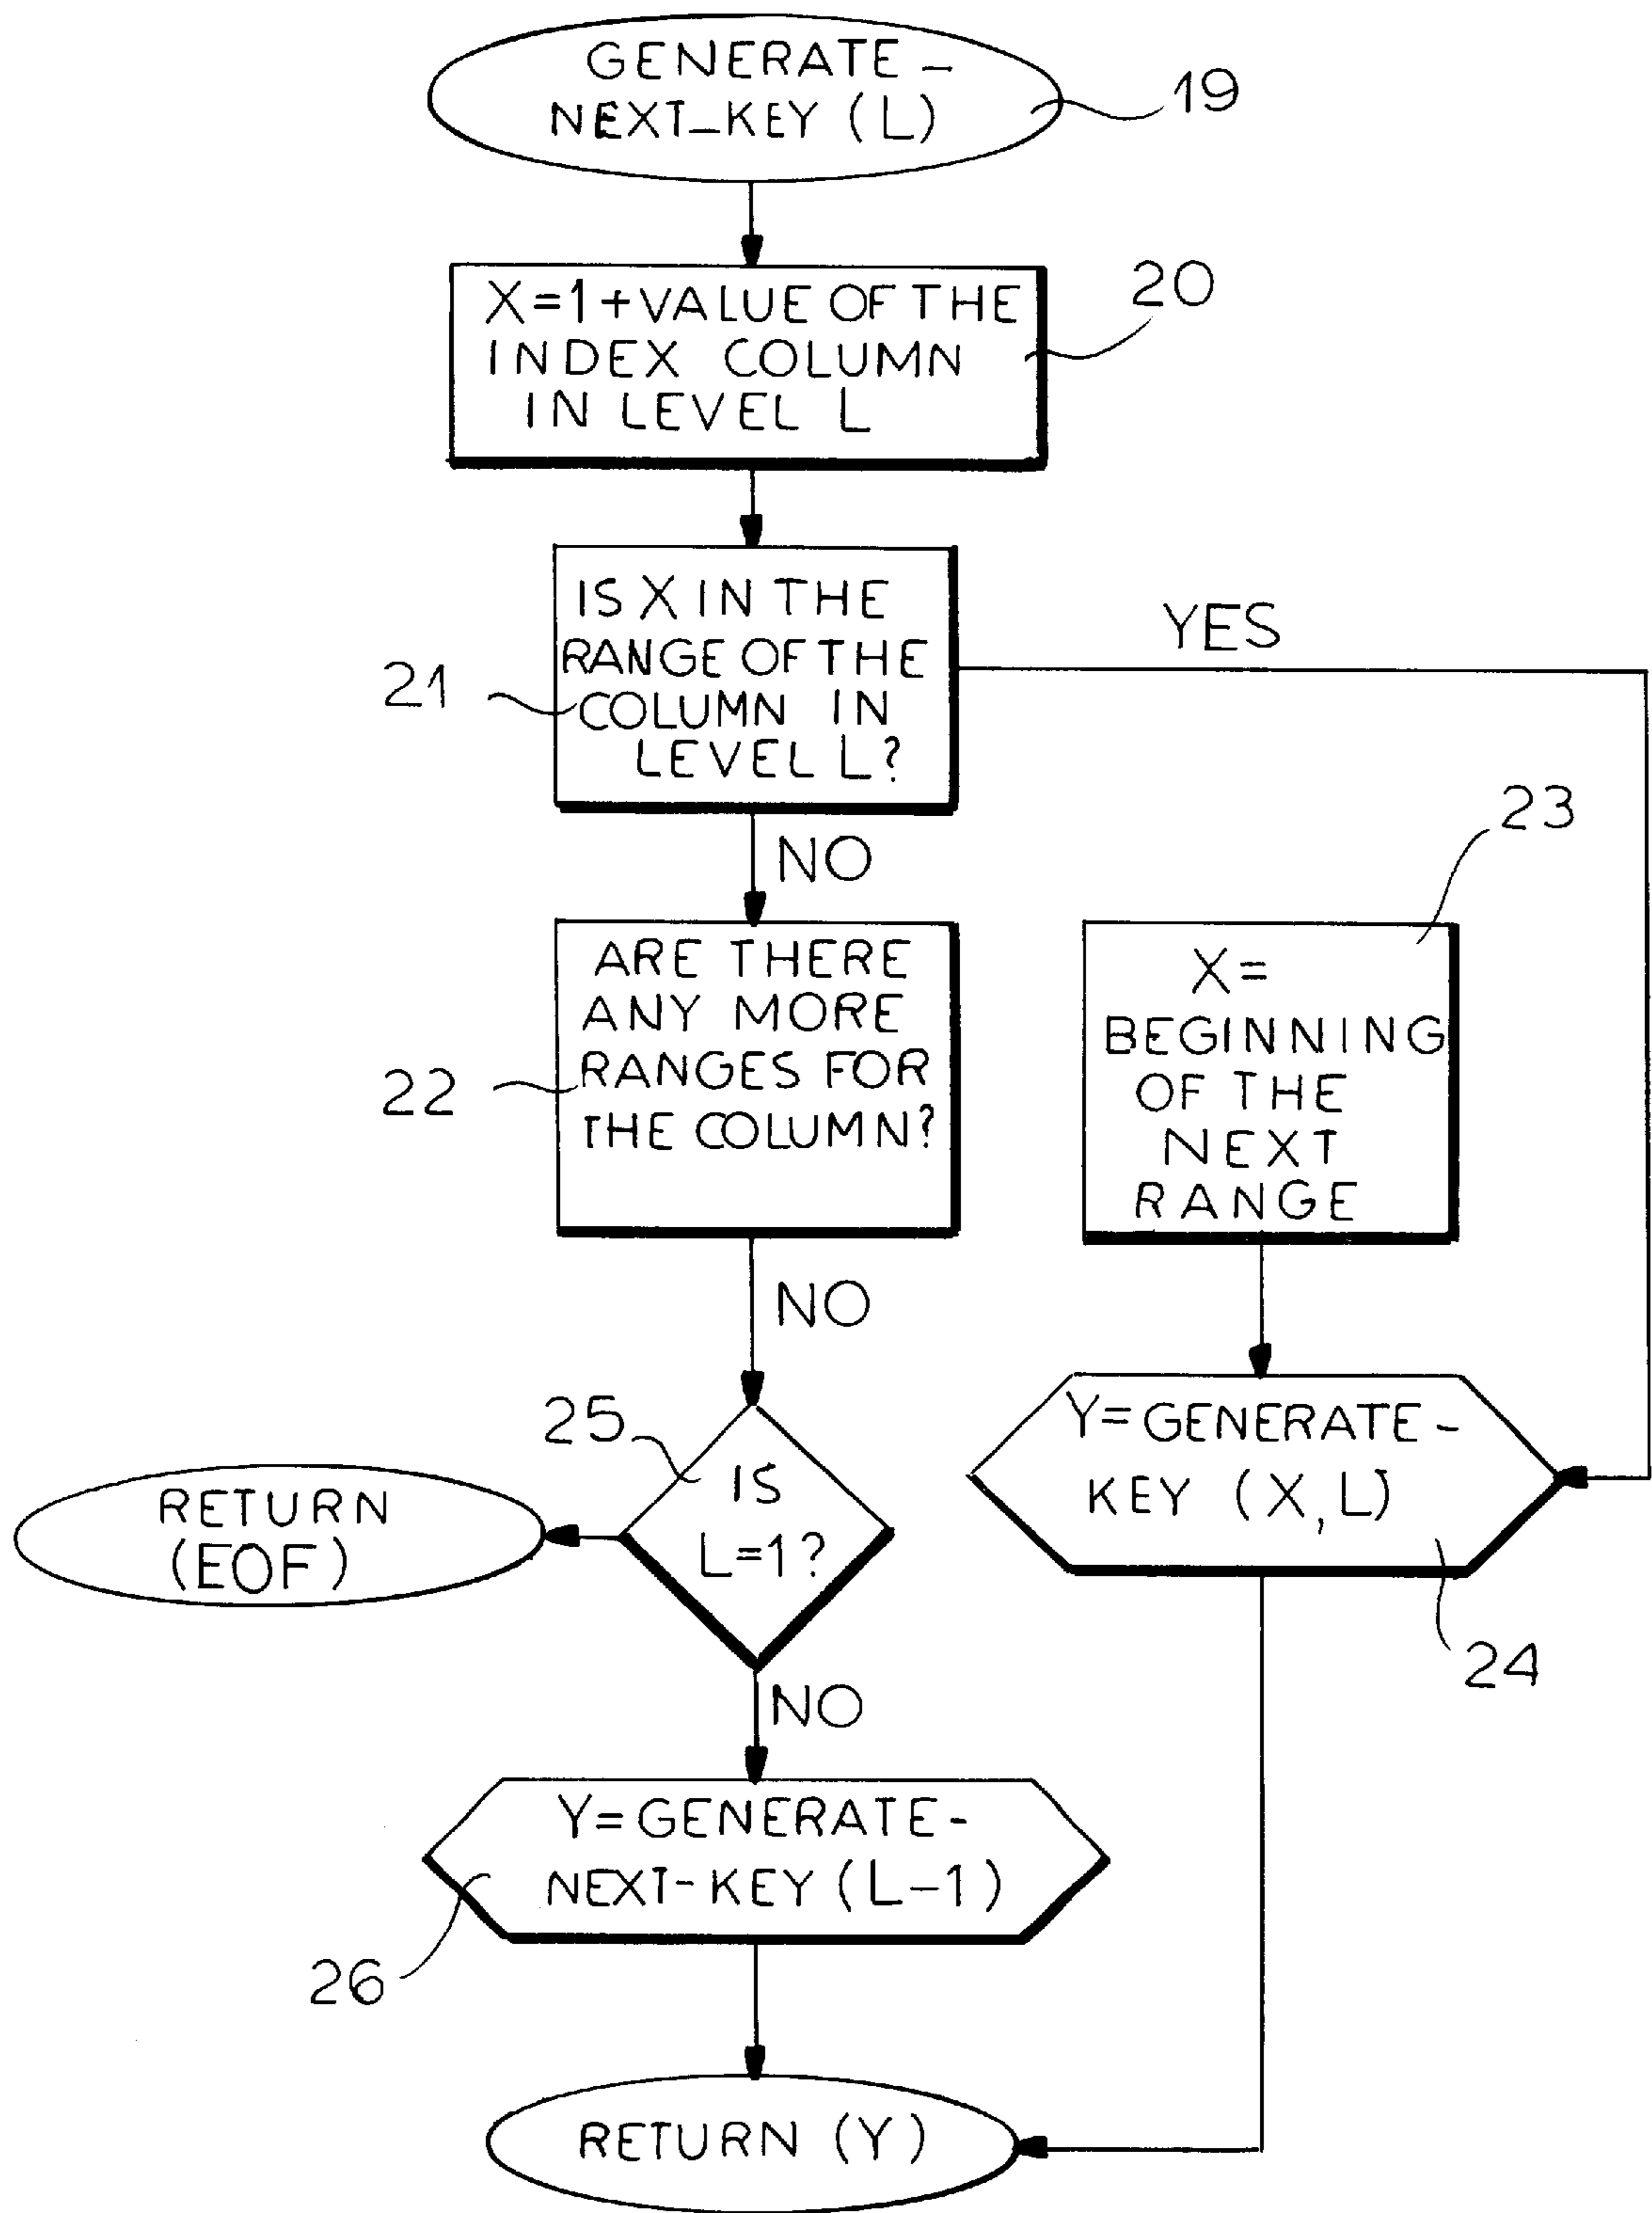 GENERATE_
NEXT_KEY (L)
19
X=1+VALUE OF THE
INDEX COLUMN
IN LEVEL L
20
IS X IN THE
RANGE OF THE
COLUMN IN
LEVEL L?
21
YES
NO
ARE THERE
ANY MORE
RANGES FOR
THE COLUMN?
22
X=
BEGINNING
OF THE
NEXT
RANGE
23
NO
Y=GENERATE-
KEY (X,L)
24
25
IS
L=1?
RETURN
(EOF)
NO
Y=GENERATE-
NEXT-KEY(L-1)
26
RETURN (Y)